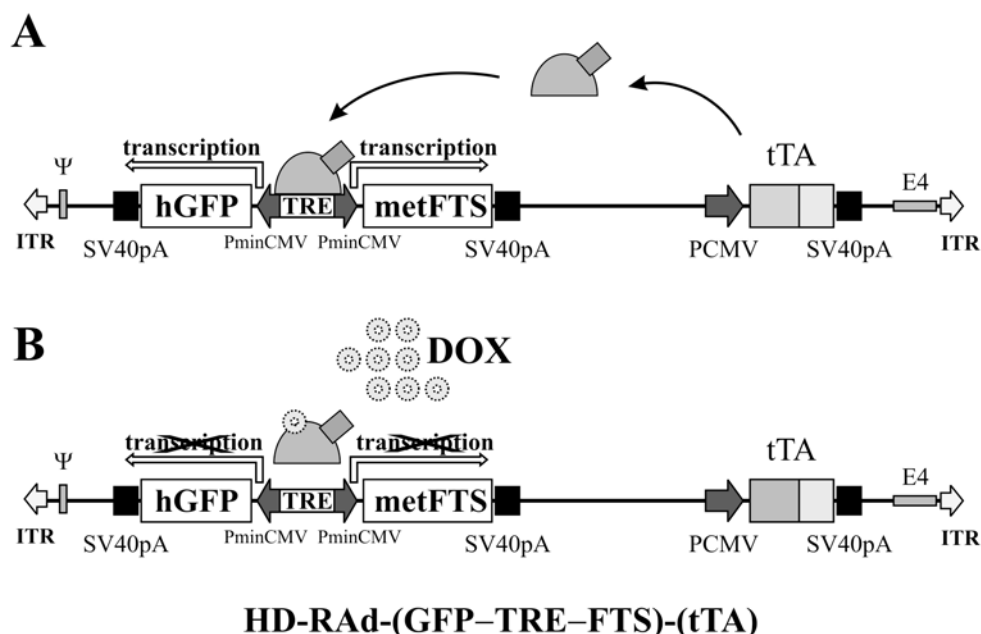 A
transcription transcription
Ψ tTA E4
hGFP TRE metFTS
ITR SV40pA PminCMV PminCMV SV40pA PCMV SV40pA ITR
B
DOX
transcription transcription
Ψ tTA E4
hGFP TRE metFTS
ITR SV40pA PminCMV PminCMV SV40pA PCMV SV40pA ITR
HD-RAd-(GFP–TRE–FTS)-(tTA)